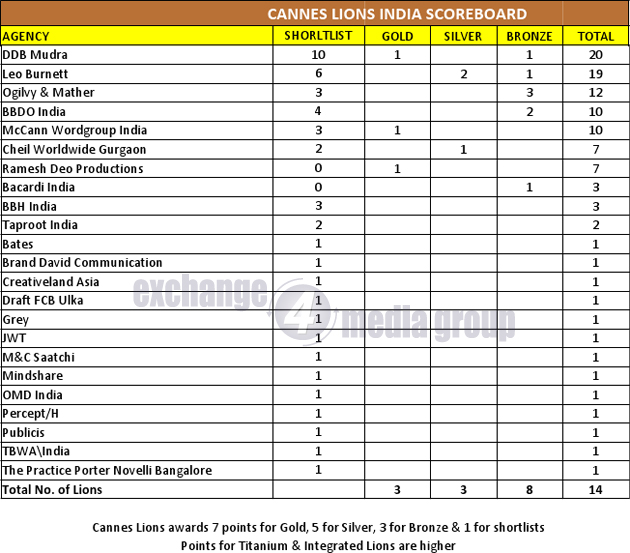 CANNES LIONS INDIA SCOREBOARD
AGENCY SHORLTLIST GOLD SILVER BRONZE TOTAL
DDB Mudra 10 1 1 20
Leo Burnett 6 2 1 19
Ogilvy & Mather 3 3 12
BBDO India 4 2 10
McCann Wordgroup India 3 1 10
Cheil Worldwide Gurgaon 2 1 7
Ramesh Deo Productions 0 1 7
Bacardi India 0 1 3
BBH India 3 3
Taproot India 2 2
Bates 1 1
Brand David Communication 1 1
Creativeland Asia 1 1
Draft FCB Ulka 1 1
Grey 1 1
JWT 1 1
M&C Saatchi 1 1
Mindshare 1 1
OMD India 1 1
Percept/H 1 1
Publicis 1 1
TBWA\India 1 1
The Practice Porter Novelli Bangalore 1 1
Total No. of Lions 3 3 8 14
exchange 4 media group
Cannes Lions awards 7 points for Gold, 5 for Silver, 3 for Bronze & 1 for shortlists
Points for Titanium & Integrated Lions are higher